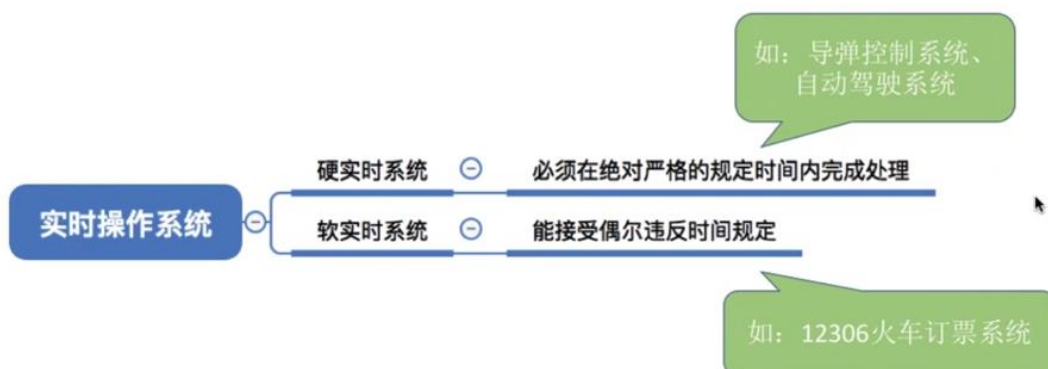 如：导弹控制系统、
自动驾驶系统
硬实时系统
必须在绝对严格的规定时间内完成处理
实时操作系统
软实时系统
能接受偶尔违反时间规定
如：12306火车订票系统